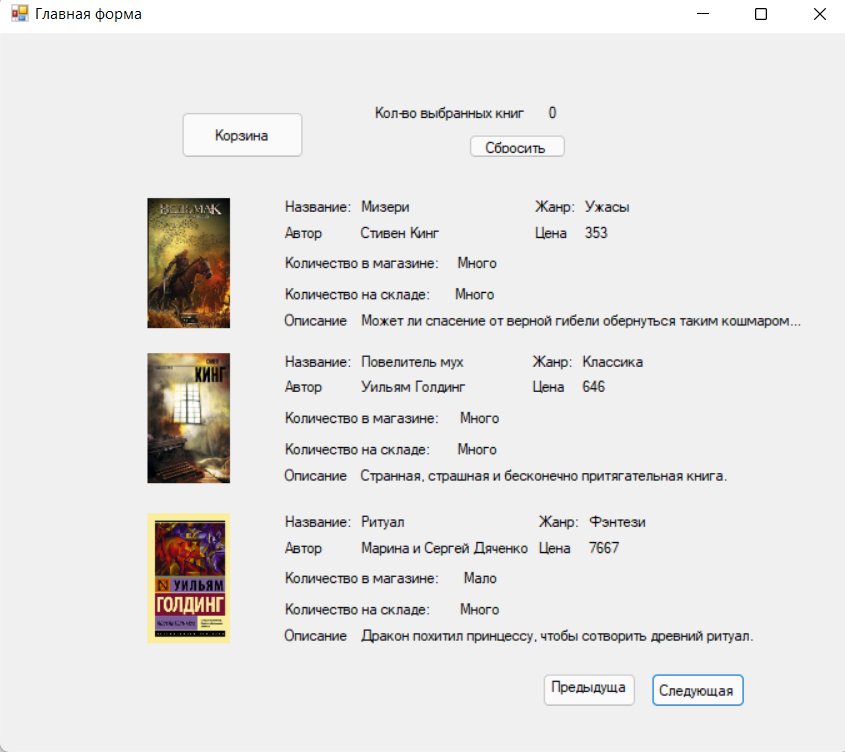 Главная форма
Кол-во выбранных книг 0
Корзина
Сбросить
ВЕДЬМАК
Название: Мизери Жанр: Ужасы
Автор Стивен Кинг Цена 353
Количество в магазине: Много
Количество на складе: Много
Описание Может ли спасение от верной гибели обернуться таким кошмаром...
КИНГ
Название: Повелитель мух Жанр: Классика
Автор Уильям Голдинг Цена 646
Количество в магазине: Много
Количество на складе: Много
Описание Странная, страшная и бесконечно притягательная книга.
УИЛЬЯМ
ГОЛДИНГ
Название: Ритуал Жанр: Фэнтези
Автор Марина и Сергей Дяченко Цена 7667
Количество в магазине: Мало
Количество на складе: Много
Описание Дракон похитил принцессу, чтобы сотворить древний ритуал.
Предыдуща Следующая